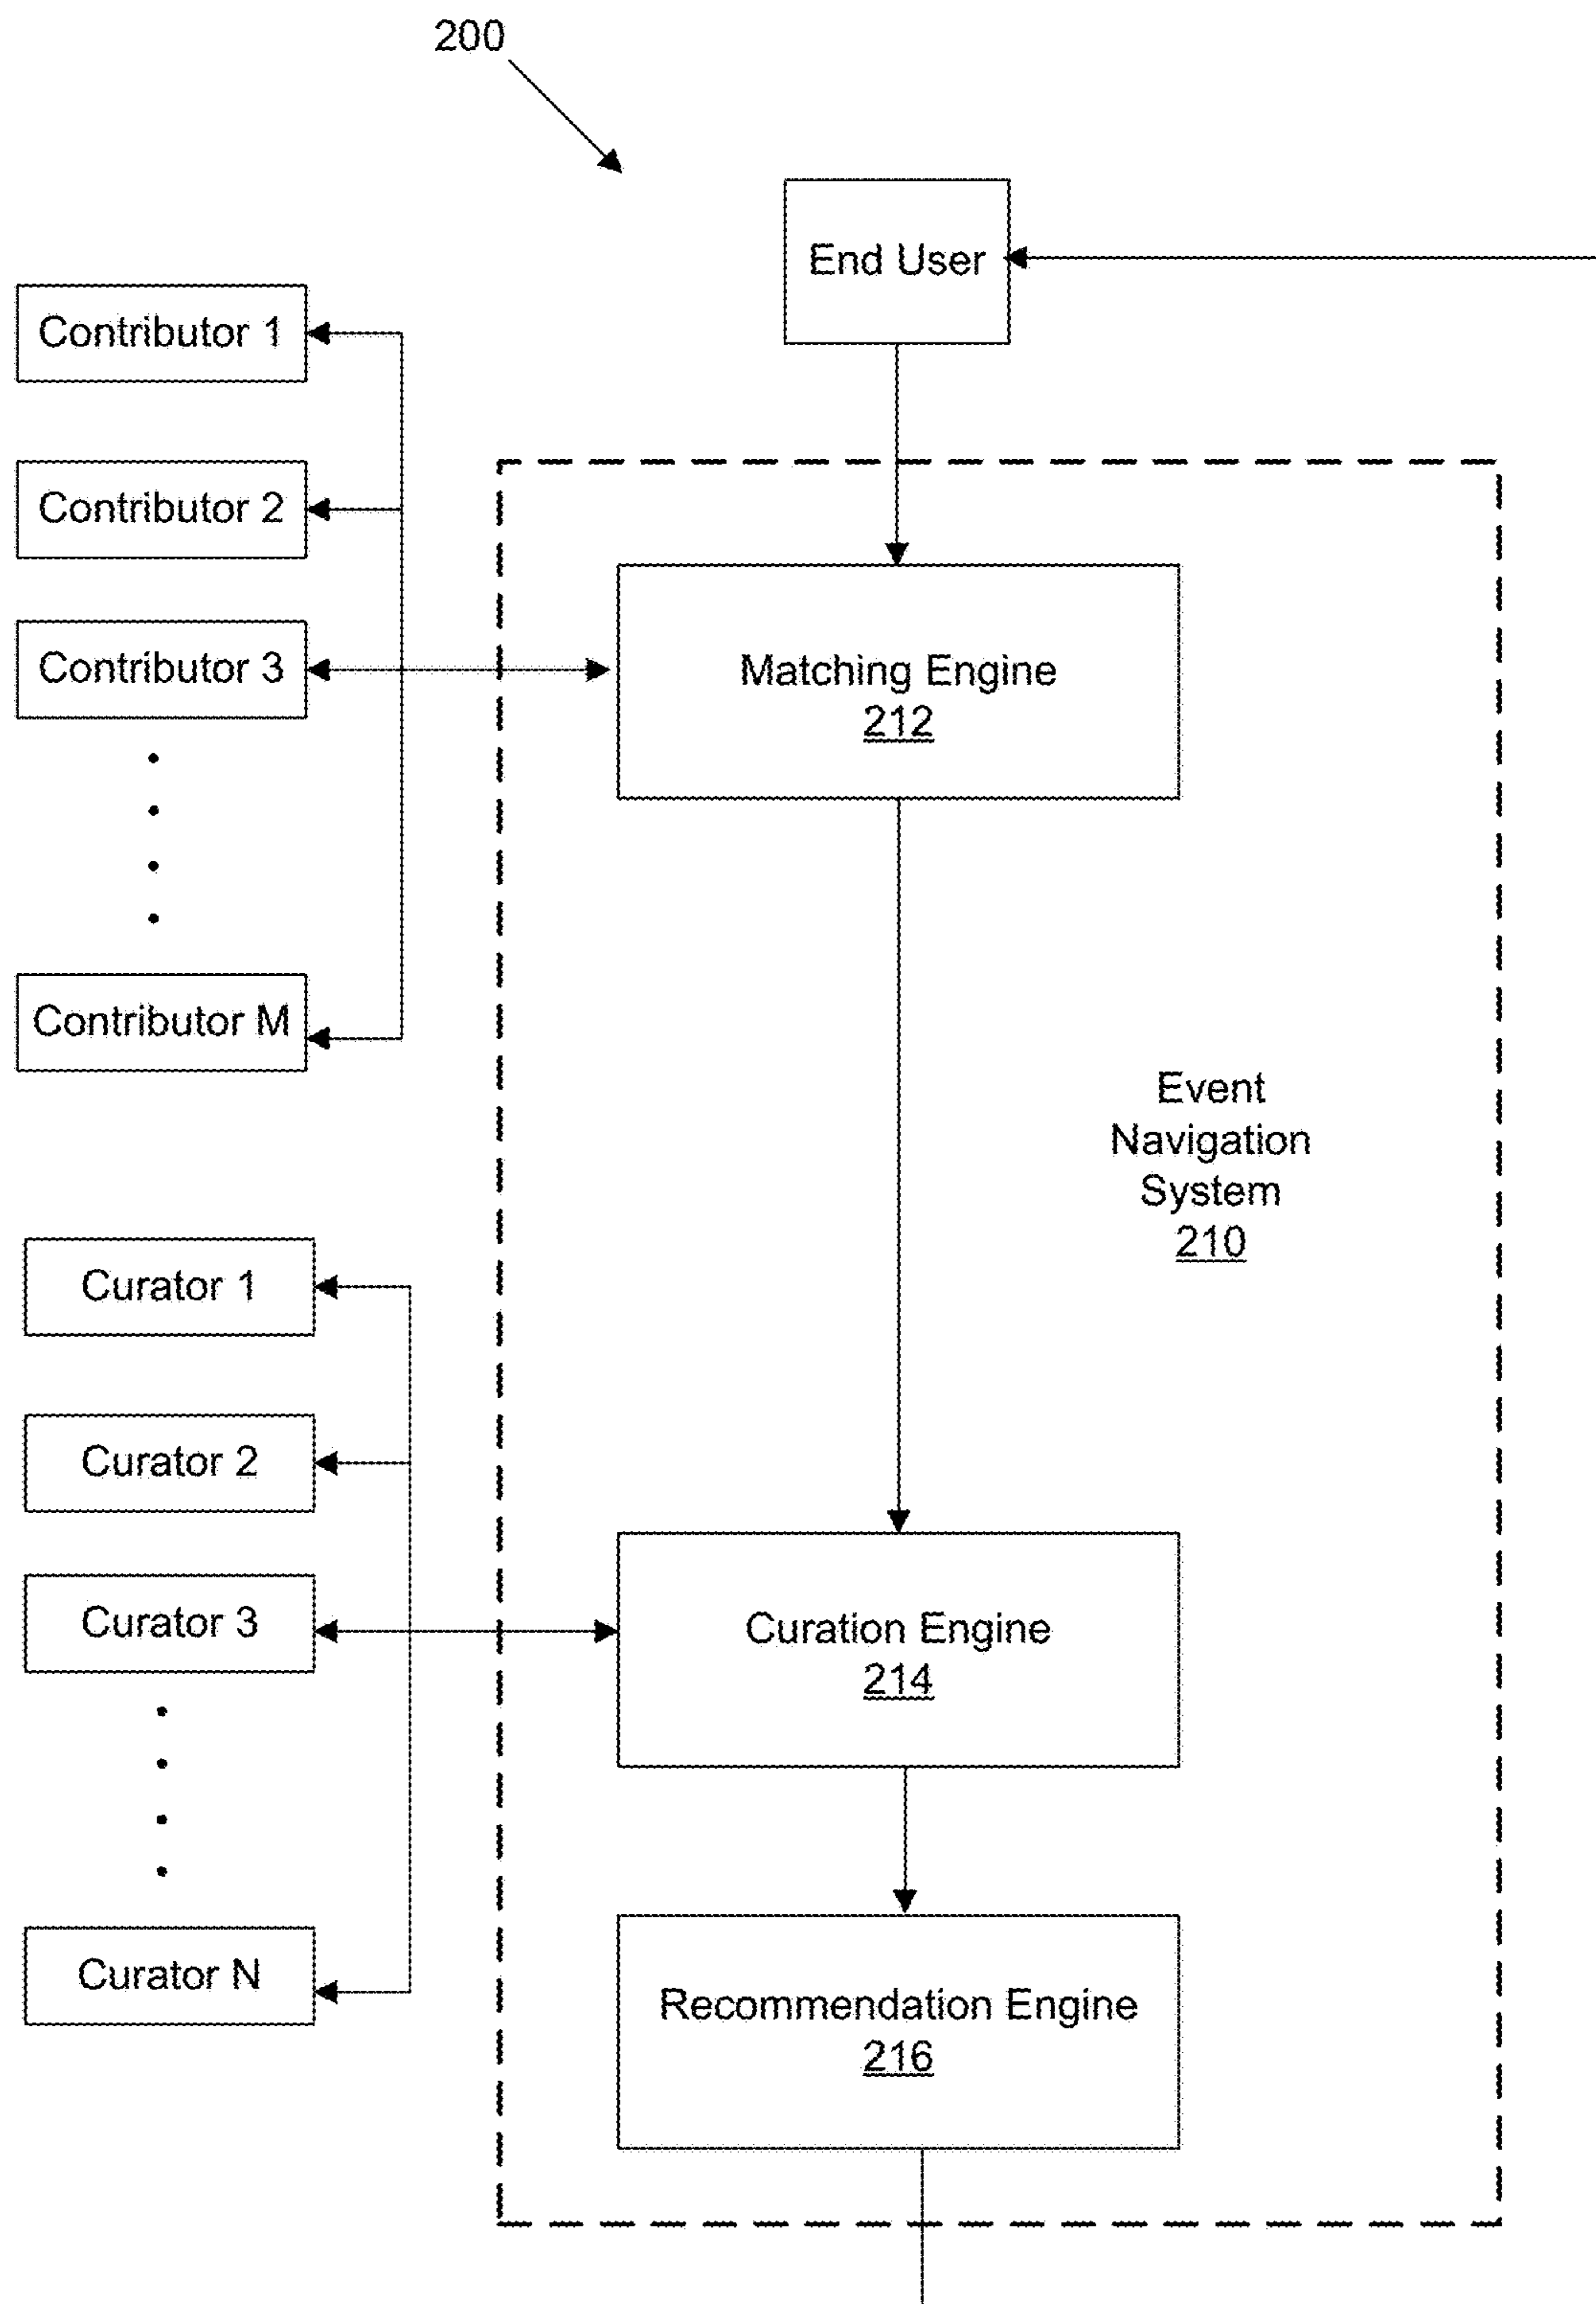 200
End User
Contributor 1
Contributor 2
Contributor 3
Contributor M
Matching Engine
212
Event
Navigation
System
210
Curator 1
Curator 2
Curator 3
Curator N
Curation Engine
214
Recommendation Engine
216